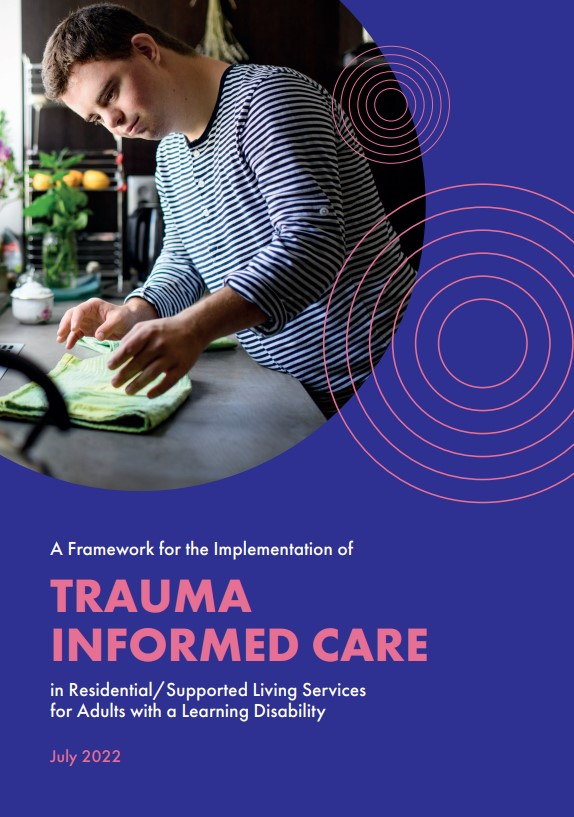 A Framework for the Implementation of
TRAUMA
INFORMED CARE
in Residential/Supported Living Services
for Adults with a Learning Disability
July 2022